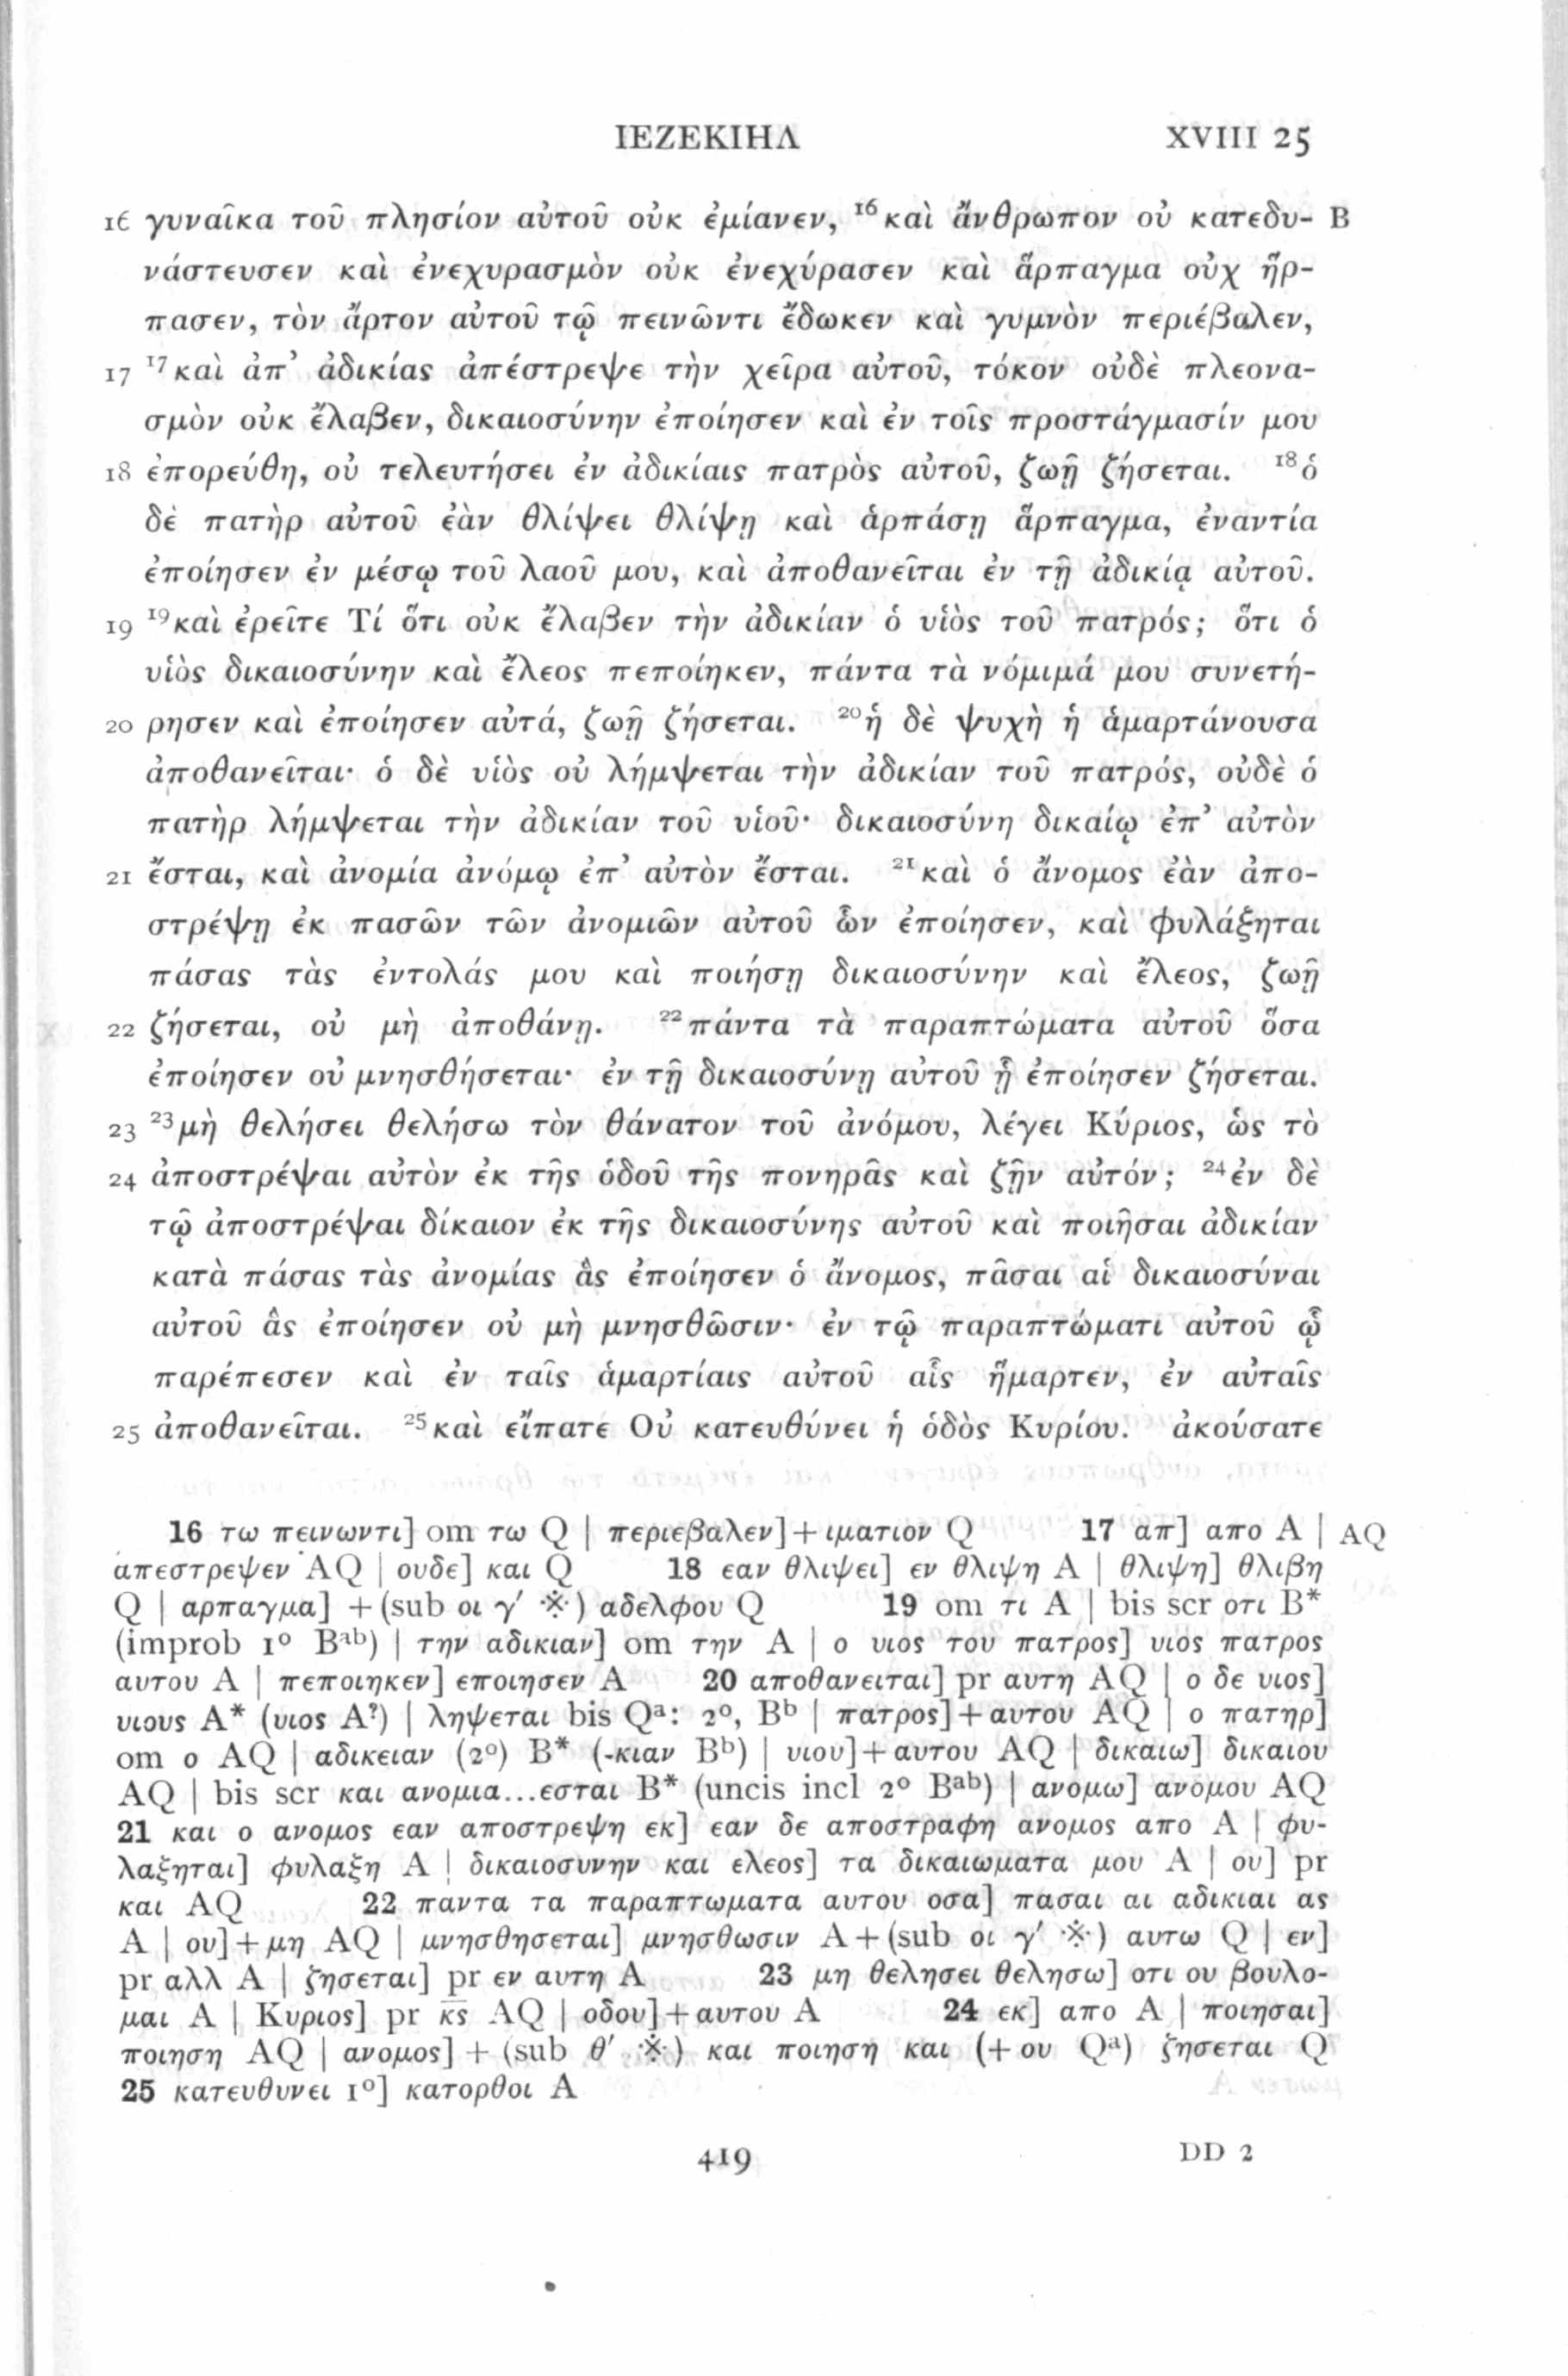 ΙΕΖΕΚΙΗΛ XVIII 25
16 γυναῖκα τοῦ πλησίον αὐτοῦ οὐκ ἐμίανεν, ¹⁶καὶ ἄνθρωπον οὐ κατεδυ- B
νάστευσεν καὶ ἐνεχυρασμὸν οὐκ ἐνεχύρασεν καὶ ἅρπαγμα οὐχ ἥρ-
πασεν, τὸν ἄρτον αὐτοῦ τῷ πεινῶντι ἔδωκεν καὶ γυμνὸν περιέβαλεν,
17 ¹⁷καὶ ἀπ’ ἀδικίας ἀπέστρεψε τὴν χεῖρα αὐτοῦ, τόκον οὐδὲ πλεονα-
σμὸν οὐκ ἔλαβεν, δικαιοσύνην ἐποίησεν καὶ ἐν τοῖς προστάγμασίν μου
18 ἐπορεύθη, οὐ τελευτήσει ἐν ἀδικίαις πατρὸς αὐτοῦ, ζωῇ ζήσεται. ¹⁸ὁ
δὲ πατὴρ αὐτοῦ ἐὰν θλίψει θλίψῃ καὶ ἁρπάσῃ ἅρπαγμα, ἐναντία
ἐποίησεν ἐν μέσῳ τοῦ λαοῦ μου, καὶ ἀποθανεῖται ἐν τῇ ἀδικίᾳ αὐτοῦ.
19 ¹⁹καὶ ἐρεῖτε Τί ὅτι οὐκ ἔλαβεν τὴν ἀδικίαν ὁ υἱὸς τοῦ πατρός; ὅτι ὁ
υἱὸς δικαιοσύνην καὶ ἔλεος πεποίηκεν, πάντα τὰ νόμιμά μου συνετή-
20 ρησεν καὶ ἐποίησεν αὐτά, ζωῇ ζήσεται. ²⁰ἡ δὲ ψυχὴ ἡ ἁμαρτάνουσα
ἀποθανεῖται· ὁ δὲ υἱὸς οὐ λήμψεται τὴν ἀδικίαν τοῦ πατρός, οὐδὲ ὁ
πατὴρ λήμψεται τὴν ἀδικίαν τοῦ υἱοῦ· δικαιοσύνη δικαίῳ ἐπ’ αὐτὸν
21 ἔσται, καὶ ἀνομία ἀνόμῳ ἐπ’ αὐτὸν ἔσται. ²¹καὶ ὁ ἄνομος ἐὰν ἀπο-
στρέψῃ ἐκ πασῶν τῶν ἀνομιῶν αὐτοῦ ὧν ἐποίησεν, καὶ φυλάξηται
πάσας τὰς ἐντολάς μου καὶ ποιήσῃ δικαιοσύνην καὶ ἔλεος, ζωῇ
22 ζήσεται, οὐ μὴ ἀποθάνῃ. ²²πάντα τὰ παραπτώματα αὐτοῦ ὅσα
ἐποίησεν οὐ μνησθήσεται· ἐν τῇ δικαιοσύνῃ αὐτοῦ ᾗ ἐποίησεν ζήσεται.
23 ²³μὴ θελήσει θελήσω τὸν θάνατον τοῦ ἀνόμου, λέγει Κύριος, ὡς τὸ
24 ἀποστρέψαι αὐτὸν ἐκ τῆς ὁδοῦ τῆς πονηρᾶς καὶ ζῇν αὐτόν; ²⁴ἐν δὲ
τῷ ἀποστρέψαι δίκαιον ἐκ τῆς δικαιοσύνης αὐτοῦ καὶ ποιῆσαι ἀδικίαν
κατὰ πάσας τὰς ἀνομίας ἃς ἐποίησεν ὁ ἄνομος, πᾶσαι αἱ δικαιοσύναι
αὐτοῦ ἃς ἐποίησεν οὐ μὴ μνησθῶσιν· ἐν τῷ παραπτώματι αὐτοῦ ᾧ
παρέπεσεν καὶ ἐν ταῖς ἁμαρτίαις αὐτοῦ αἷς ἥμαρτεν, ἐν αὐταῖς
25 ἀποθανεῖται. ²⁵καὶ εἴπατε Οὐ κατευθύνει ἡ ὁδὸς Κυρίου. ἀκούσατε
16 τω πεινωντι] om τω Q | περιεβαλεν]+ιματιον Q 17 απ] απο A | AQ
απεστρεψεν AQ | ουδε] και Q 18 εαν θλιψει] εν θλιψη A | θλιψη] θλιβη
Q | αρπαγμα] +(sub οι γ′ ※) αδελφου Q 19 om τι A | bis scr οτι B*
(improb 1° Bᵃᵇ) | την αδικιαν] om την A | ο υιος του πατρος] υιος πατρος
αυτου A | πεποιηκεν] εποιησεν A 20 αποθανειται] pr αυτη AQ | ο δε υιος]
υιους A* (υιος A?) | ληψεται bis Qᵃ: 2°, Bᵇ | πατρος]+αυτου AQ | ο πατηρ]
om ο AQ | αδικειαν (2°) B* (-κιαν Bᵇ) | υιου]+αυτου AQ | δικαιω] δικαιου
AQ | bis scr και ανομια...εσται B* (uncis incl 2° Bᵃᵇ) | ανομω] ανομου AQ
21 και ο ανομος εαν αποστρεψη εκ] εαν δε αποστραφη ανομος απο A | φυ-
λαξηται] φυλαξη A | δικαιοσυνην και ελεος] τα δικαιωματα μου A | ου] pr
και AQ 22 παντα τα παραπτωματα αυτου οσα] πασαι αι αδικιαι ας
A | ου]+μη AQ | μνησθησεται] μνησθωσιν A+(sub οι γ′ ※) αυτω Q | εν]
pr αλλ A | ζησεται] pr εν αυτη A 23 μη θελησει θελησω] οτι ου βουλο-
μαι A | Κυριος] pr κ̅ς̅ AQ | οδου]+αυτου A 24 εκ] απο A | ποιησαι]
ποιηση AQ | ανομος] + (sub θ′ ※) και ποιηση και (+ου Qᵃ) ζησεται Q
25 κατευθυνει 1°] κατορθοι A
419 DD 2